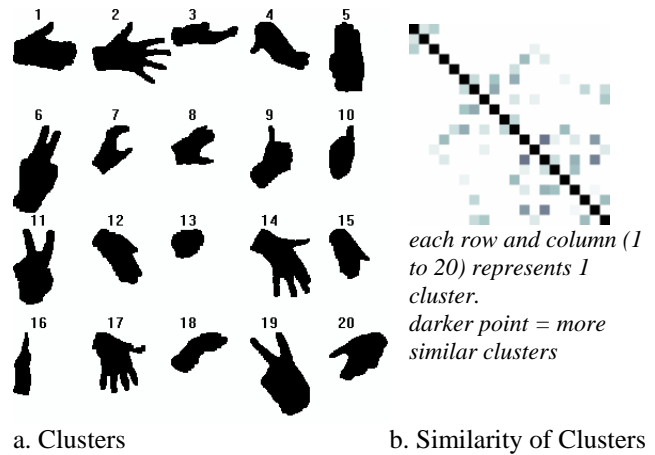 1 2 3 4 5
6 7 8 9 10
11 12 13 14 15
16 17 18 19 20
each row and column (1
to 20) represents 1
cluster.
darker point = more
similar clusters
a. Clusters
b. Similarity of Clusters